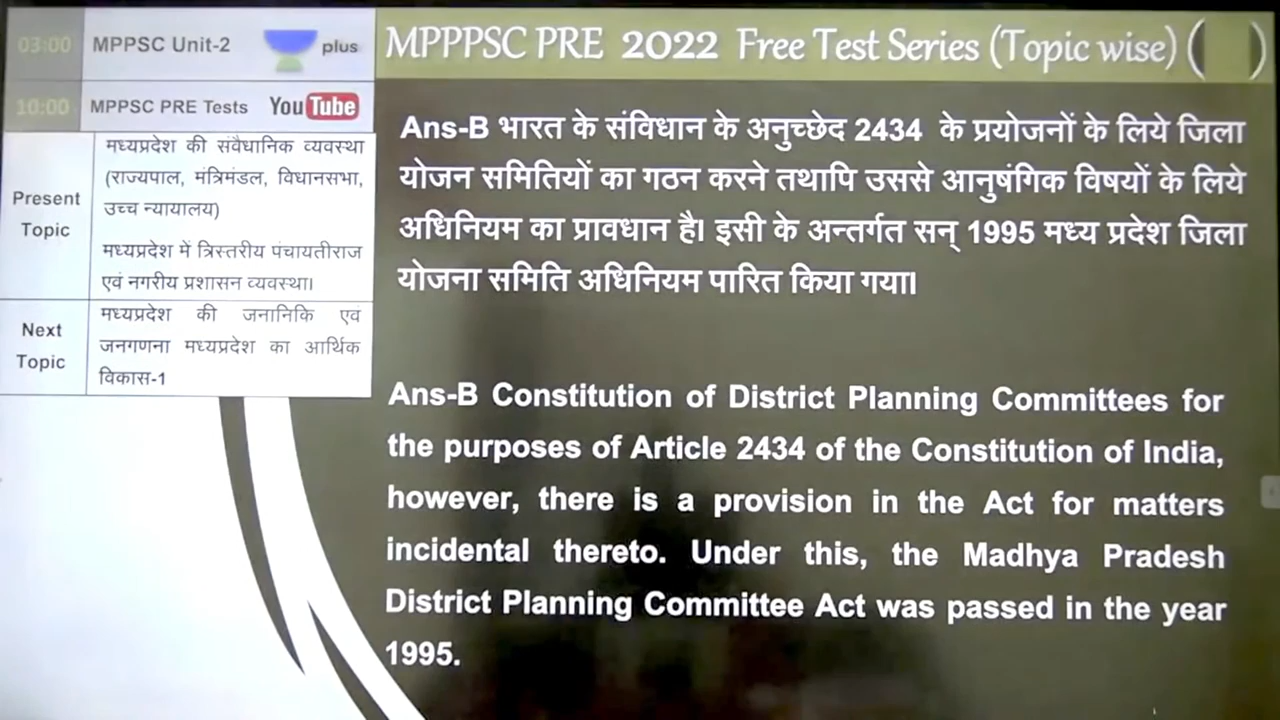 03:00 MPPSC Unit-2 plus
10:00 MPPSC PRE Tests YouTube
Present Topic
मध्यप्रदेश की संवैधानिक व्यवस्था
(राज्यपाल, मंत्रिमंडल, विधानसभा,
उच्च न्यायालय)
मध्यप्रदेश में त्रिस्तरीय पंचायतीराज
एवं नगरीय प्रशासन व्यवस्था।
Next Topic
मध्यप्रदेश की जनानिकि एवं
जनगणना मध्यप्रदेश का आर्थिक
विकास-1
MPPPSC PRE 2022 Free Test Series (Topic wise) ( )
Ans-B भारत के संविधान के अनुच्छेद 2434 के प्रयोजनों के लिये जिला
योजन समितियों का गठन करने तथापि उससे आनुषंगिक विषयों के लिये
अधिनियम का प्रावधान है। इसी के अन्तर्गत सन् 1995 मध्य प्रदेश जिला
योजना समिति अधिनियम पारित किया गया।
Ans-B Constitution of District Planning Committees for
the purposes of Article 2434 of the Constitution of India,
however, there is a provision in the Act for matters
incidental thereto. Under this, the Madhya Pradesh
District Planning Committee Act was passed in the year
1995.